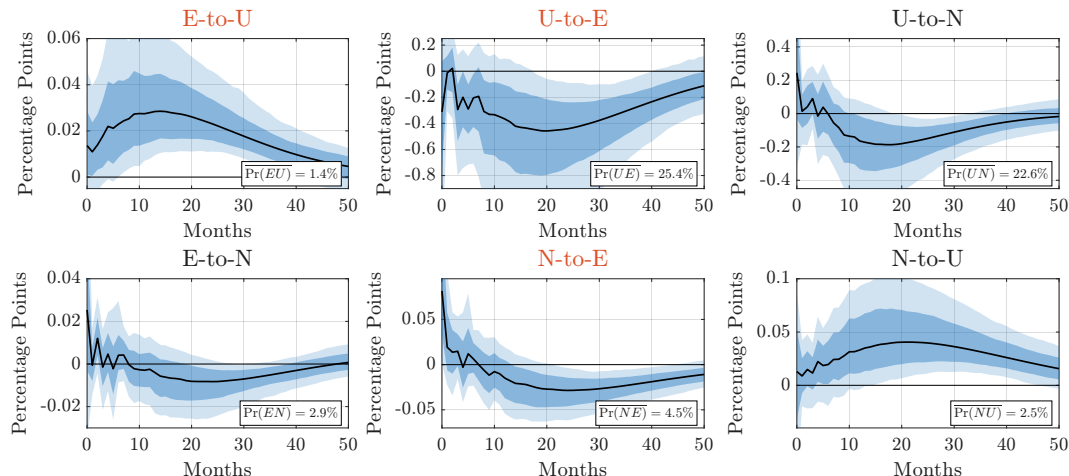 E-to-U
U-to-E
U-to-N
Percentage Points
0.06
0.04
0.02
0
Pr(EU) = 1.4%
0 10 20 30 40 50
Months
Percentage Points
0.2
0
-0.2
-0.4
-0.6
-0.8
Pr(UE) = 25.4%
0 10 20 30 40 50
Months
Percentage Points
0.4
0.2
0
-0.2
-0.4
Pr(UN) = 22.6%
0 10 20 30 40 50
Months
E-to-N
N-to-E
N-to-U
Percentage Points
0.04
0.02
0
-0.02
Pr(EN) = 2.9%
0 10 20 30 40 50
Months
Percentage Points
0.05
0
-0.05
Pr(NE) = 4.5%
0 10 20 30 40 50
Months
Percentage Points
0.1
0.05
0
Pr(NU) = 2.5%
0 10 20 30 40 50
Months